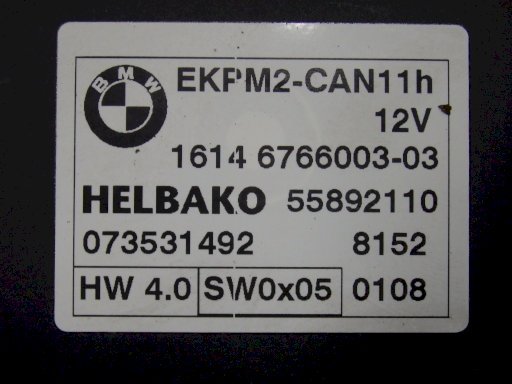 BMW
EKPM2-CAN11h
12V
1614 6766003-03
HELBAKO 55892110
073531492 8152
HW 4.0 SW0x05 0108